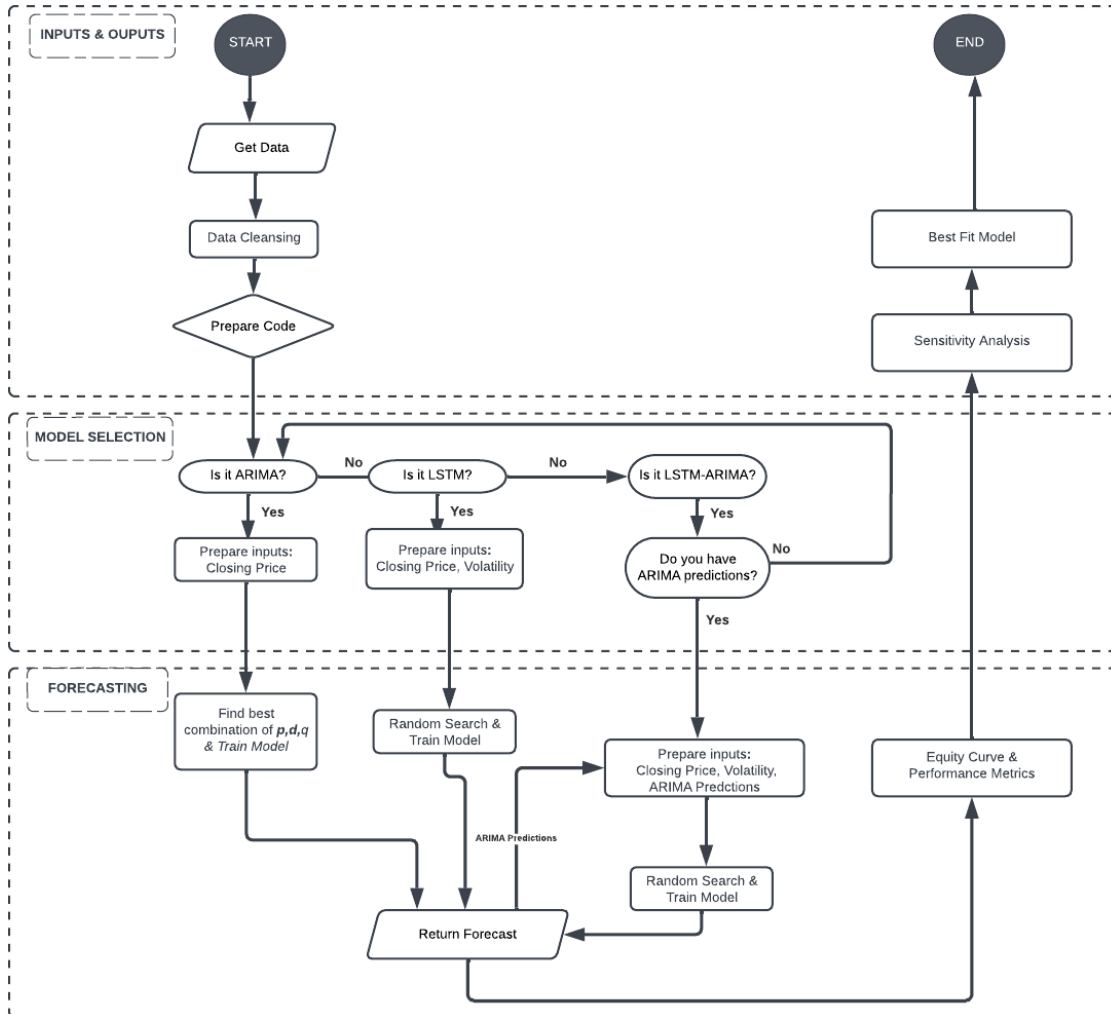 INPUTS & OUPUTS
START
END
Get Data
Data Cleansing
Best Fit Model
Prepare Code
Sensitivity Analysis
MODEL SELECTION
Is it ARIMA?
No
Is it LSTM?
No
Is it LSTM-ARIMA?
Yes
Yes
Yes
Prepare inputs:
Closing Price
Prepare inputs:
Closing Price, Volatility
Do you have
ARIMA predictions?
No
Yes
FORECASTING
Find best
combination of p,d,q
& Train Model
Random Search &
Train Model
Prepare inputs:
Closing Price, Volatility,
ARIMA Predctions
Equity Curve &
Performance Metrics
ARIMA Predictions
Random Search &
Train Model
Return Forecast